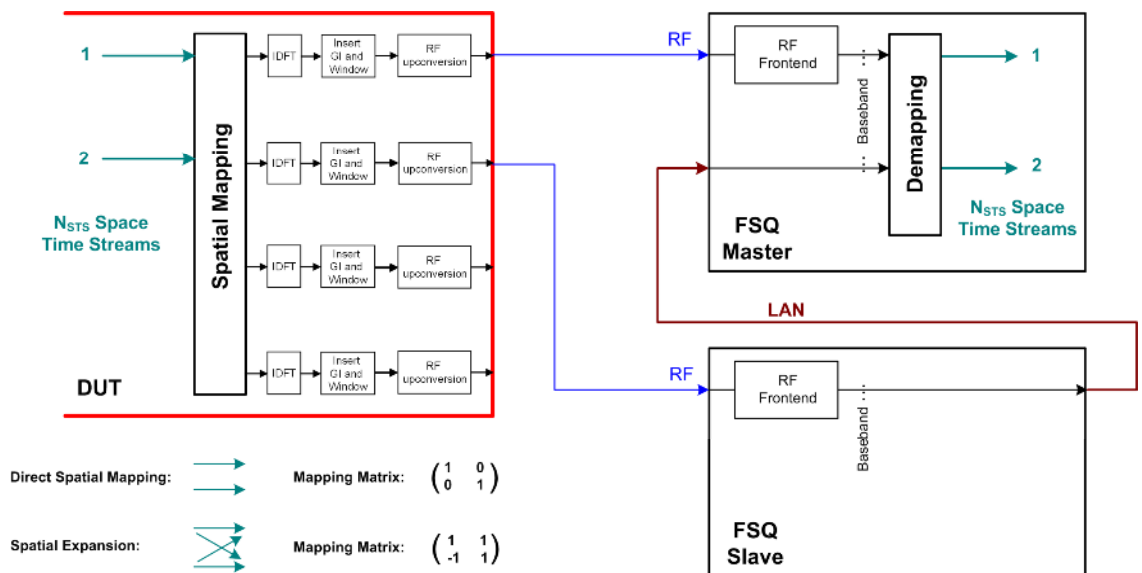 1
2
N_STS Space
Time Streams
Spatial Mapping
IDFT
Insert
GI and
Window
RF
upconversion
IDFT
Insert
GI and
Window
RF
upconversion
IDFT
Insert
GI and
Window
RF
upconversion
IDFT
Insert
GI and
Window
RF
upconversion
DUT
RF
RF
Frontend
Baseband
...
Demapping
1
2
N_STS Space
Time Streams
FSQ
Master
LAN
RF
RF
Frontend
...
Baseband
FSQ
Slave
Direct Spatial Mapping:
Mapping Matrix:
( 1 0
0 1 )
Spatial Expansion:
Mapping Matrix:
( 1 1
-1 1 )